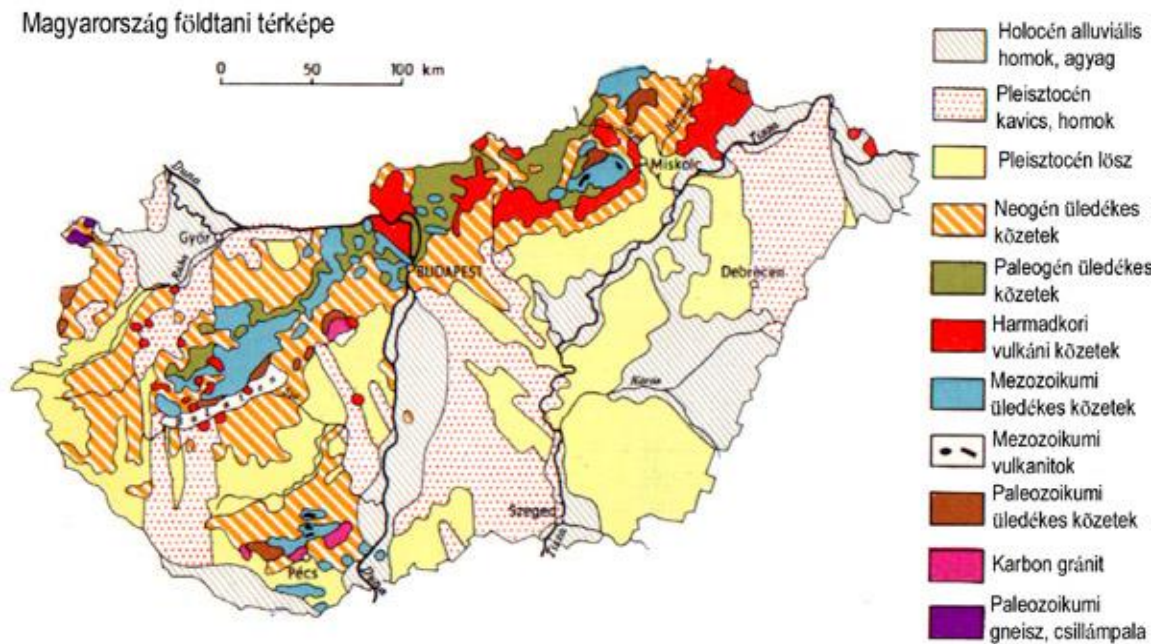 Magyarország földtani térképe
0 50 100 km
Holocén alluviális
homok, agyag
Pleisztocén
kavics, homok
Pleisztocén lösz
Neogén üledékes
kőzetek
Paleogén üledékes
kőzetek
Harmadkori
vulkáni kőzetek
Mezozoikumi
üledékes kőzetek
Mezozoikumi
vulkanitok
Paleozoikumi
üledékes kőzetek
Karbon gránit
Paleozoikumi
gneisz, csillámpala
Duna
Győr
Rába
BUDAPEST
Miskolc
Tisza
Debrecen
Körös
Szeged
Tisza
Pécs
Duna